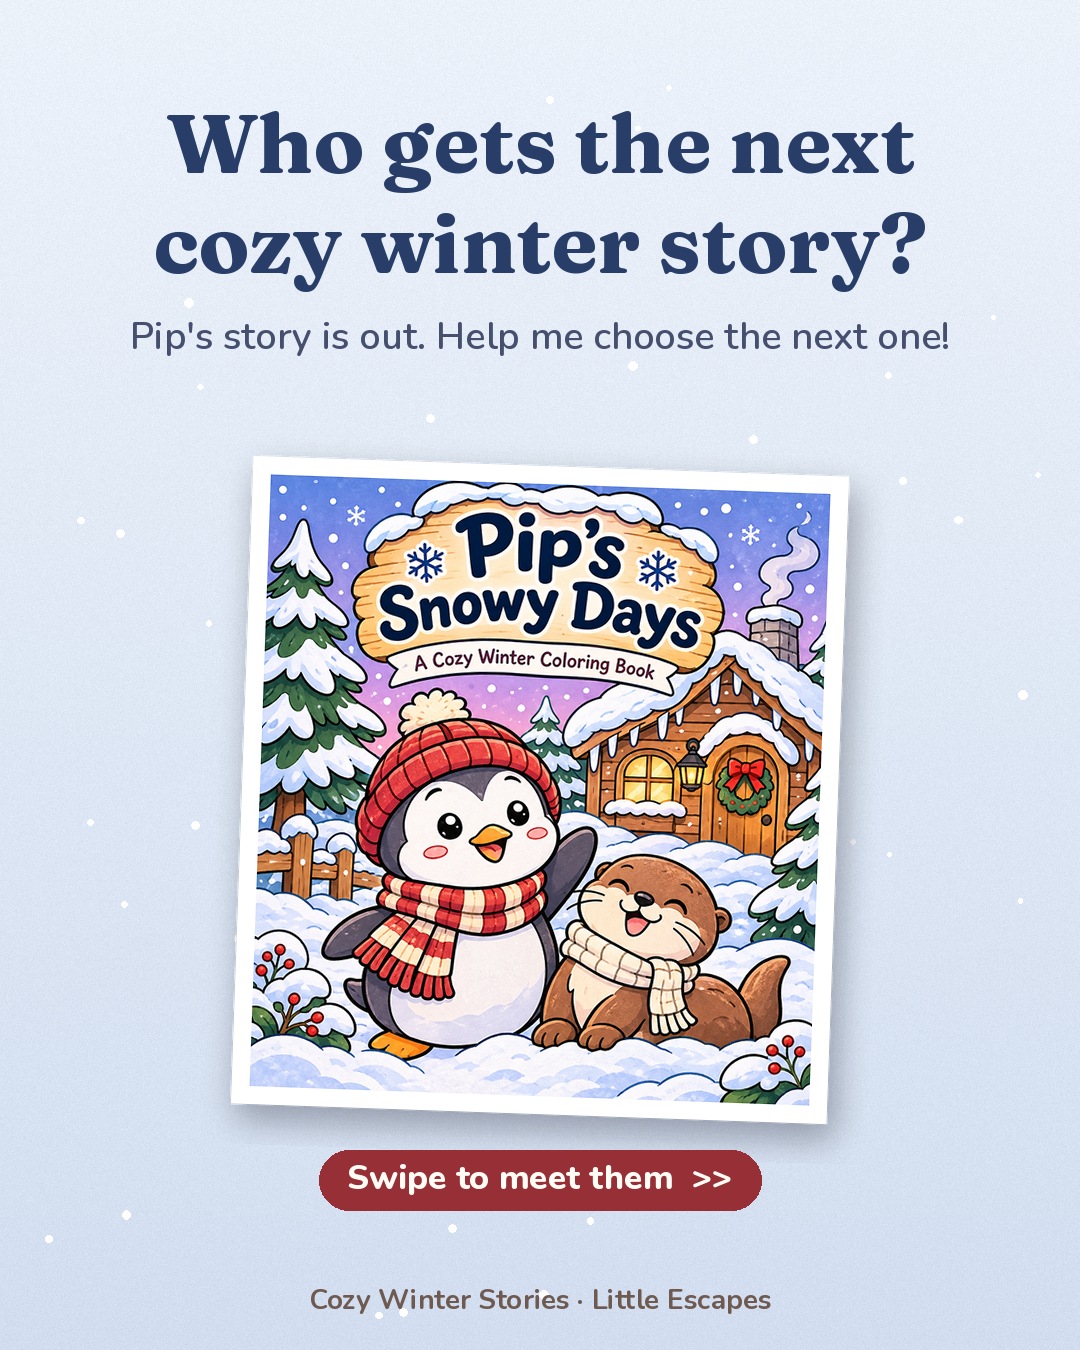 Who gets the next
cozy winter story?
Pip's story is out. Help me choose the next one!
Pip’s
Snowy Days
A Cozy Winter Coloring Book
Swipe to meet them >>
Cozy Winter Stories · Little Escapes